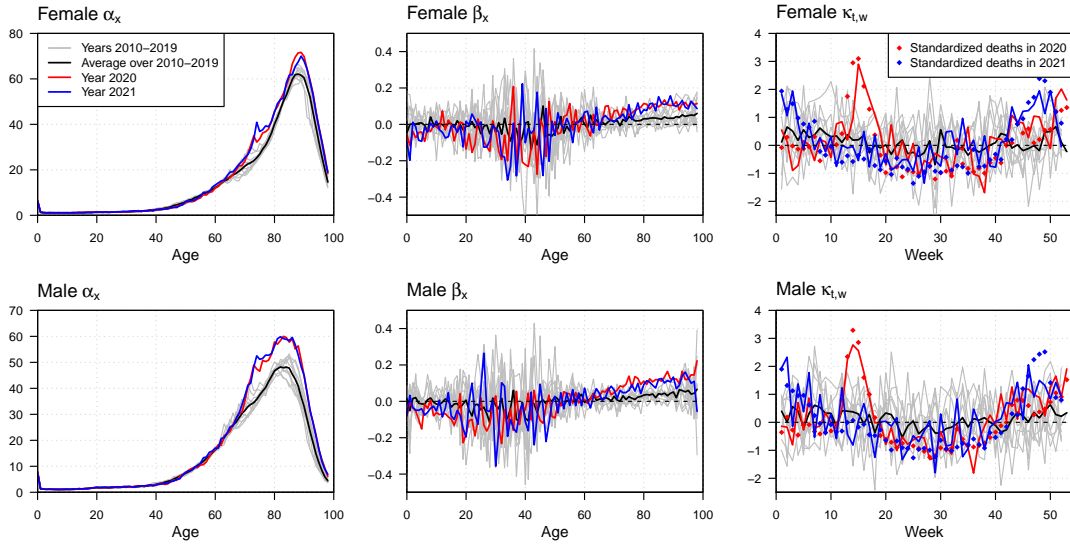 Female αₓ
Years 2010−2019
Average over 2010−2019
Year 2020
Year 2021
0 20 40 60 80
0 20 40 60 80 100
Age
Female βₓ
−0.4 −0.2 0.0 0.2 0.4
0 20 40 60 80 100
Age
Female κt,w
Standardized deaths in 2020
Standardized deaths in 2021
−2 −1 0 1 2 3 4
0 10 20 30 40 50
Week
Male αₓ
0 10 20 30 40 50 60 70
0 20 40 60 80 100
Age
Male βₓ
−0.4 −0.2 0.0 0.2 0.4
0 20 40 60 80 100
Age
Male κt,w
−2 −1 0 1 2 3 4
0 10 20 30 40 50
Week